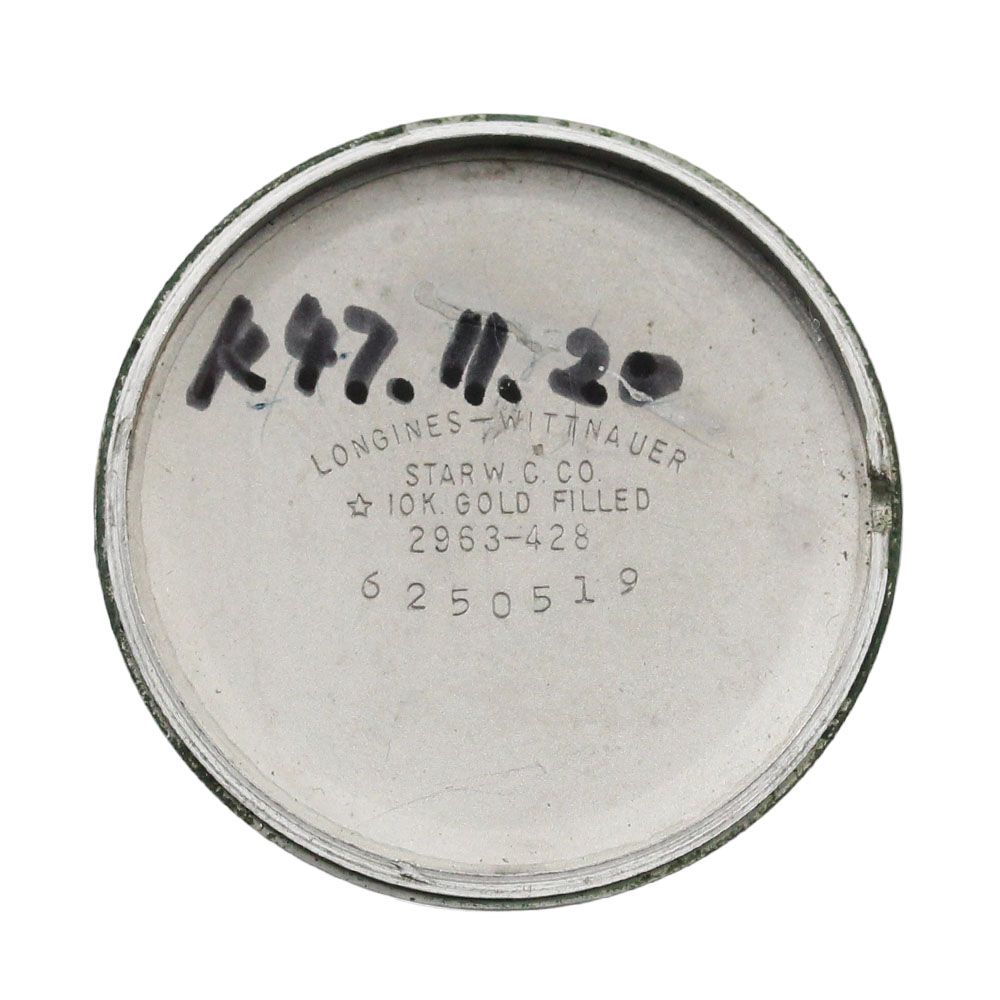 K47.11.20
LONGINES-WITTNAUER
STAR W. C. CO.
☆ 10K. GOLD FILLED
2963-428
6250519